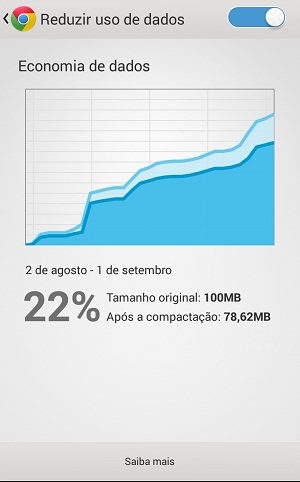 Reduzir uso de dados
Economia de dados
2 de agosto - 1 de setembro
22%
Tamanho original: 100MB
Após a compactação: 78,62MB
Saiba mais